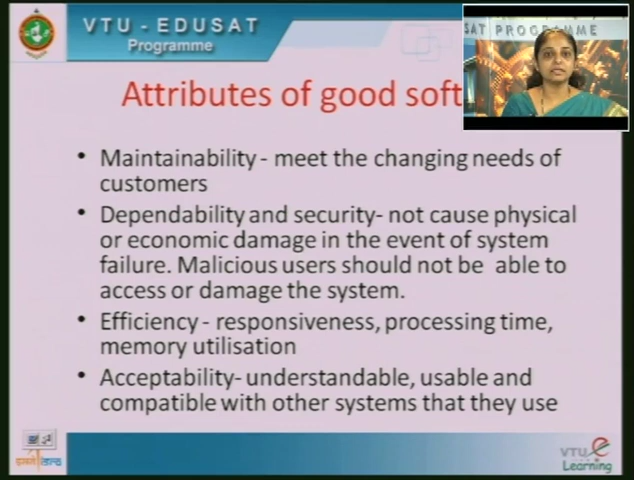 VTU - EDUSAT
Programme
SAT PROGRAMME
Attributes of good soft
• Maintainability - meet the changing needs of
customers
• Dependability and security- not cause physical
or economic damage in the event of system
failure. Malicious users should not be able to
access or damage the system.
• Efficiency - responsiveness, processing time,
memory utilisation
• Acceptability- understandable, usable and
compatible with other systems that they use
VTU e
Learning